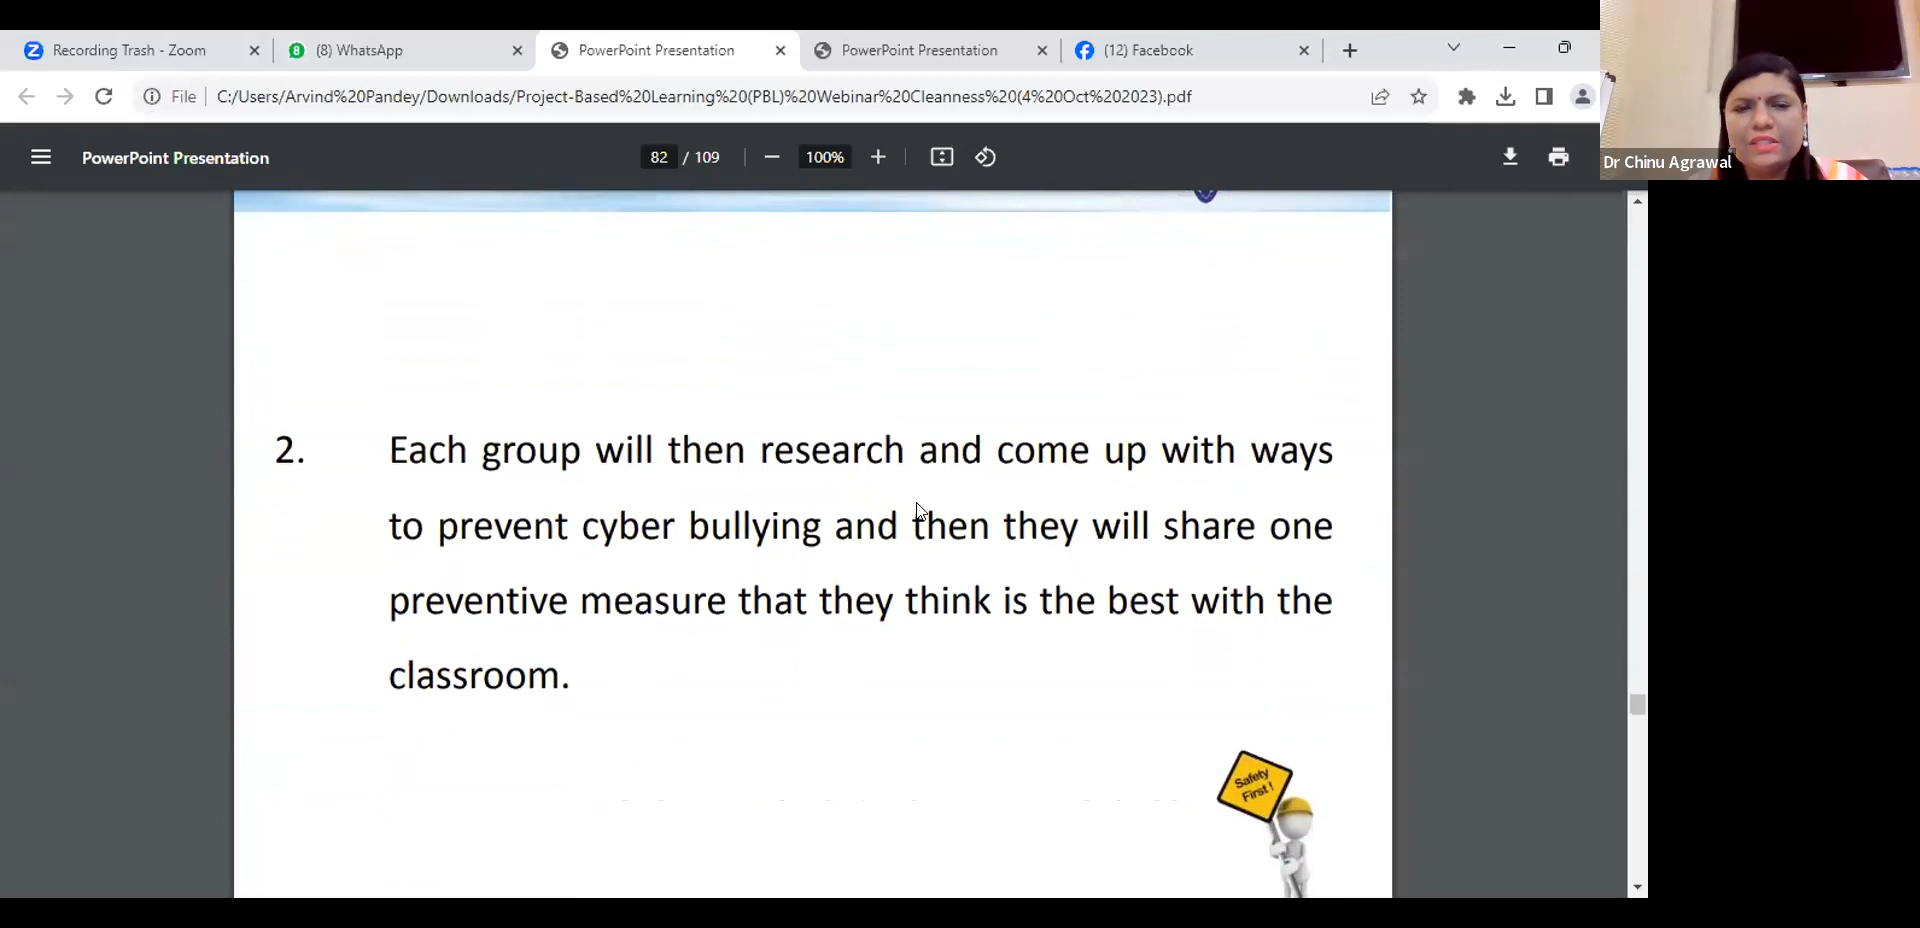 Recording Trash - Zoom
(8) WhatsApp
PowerPoint Presentation
PowerPoint Presentation
(12) Facebook
File
C:/Users/Arvind%20Pandey/Downloads/Project-Based%20Learning%20(PBL)%20Webinar%20Cleanness%20(4%20Oct%202023).pdf
PowerPoint Presentation
82 / 109
100%
Dr Chinu Agrawal
2. Each group will then research and come up with ways
to prevent cyber bullying and then they will share one
preventive measure that they think is the best with the
classroom.
Safety
First!